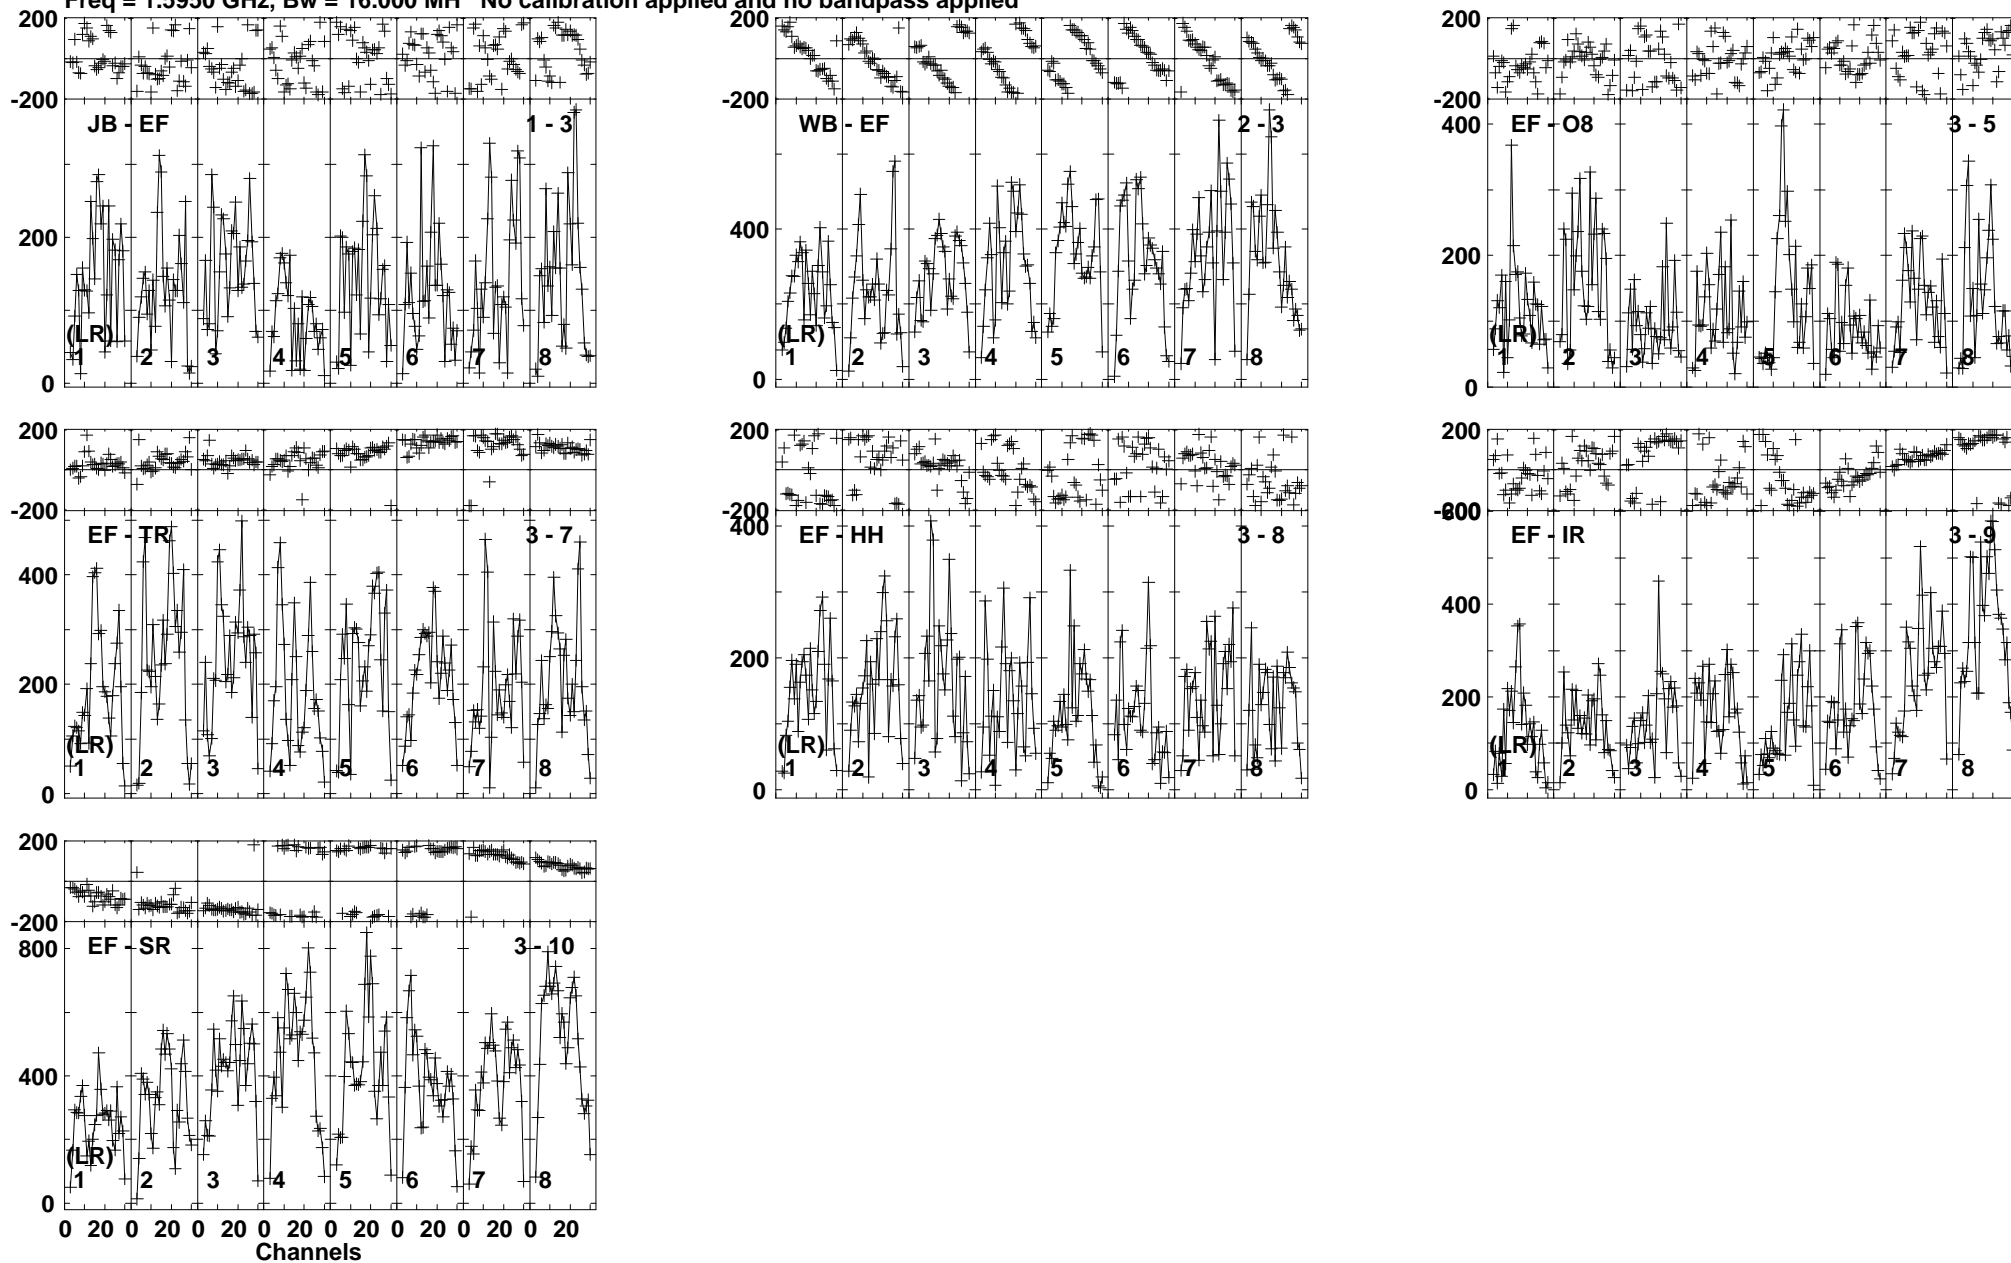 Freq = 1.5950 GHz, Bw = 16.000 MH No calibration applied and no bandpass applied
200
-200
JB - EF 1 - 3
200
0
(LR)
1 2 3 4 5 6 7 8
200
-200
WB - EF 2 - 3
400
0
(LR)
1 2 3 4 5 6 7 8
200
-200
EF - O8 3 - 5
400
200
0
(LR)
1 2 3 4 5 6 7 8
200
-200
EF - TR 3 - 7
400
200
0
(LR)
1 2 3 4 5 6 7 8
200
-200
EF - HH 3 - 8
400
200
0
(LR)
1 2 3 4 5 6 7 8
200
-200
600
EF - IR 3 - 9
400
200
0
(LR)
1 2 3 4 5 6 7 8
200
-200
EF - SR 3 - 10
800
400
0
(LR)
1 2 3 4 5 6 7 8
0 20 0 20 0 20 0 20 0 20 0 20 0 20 0 20
Channels